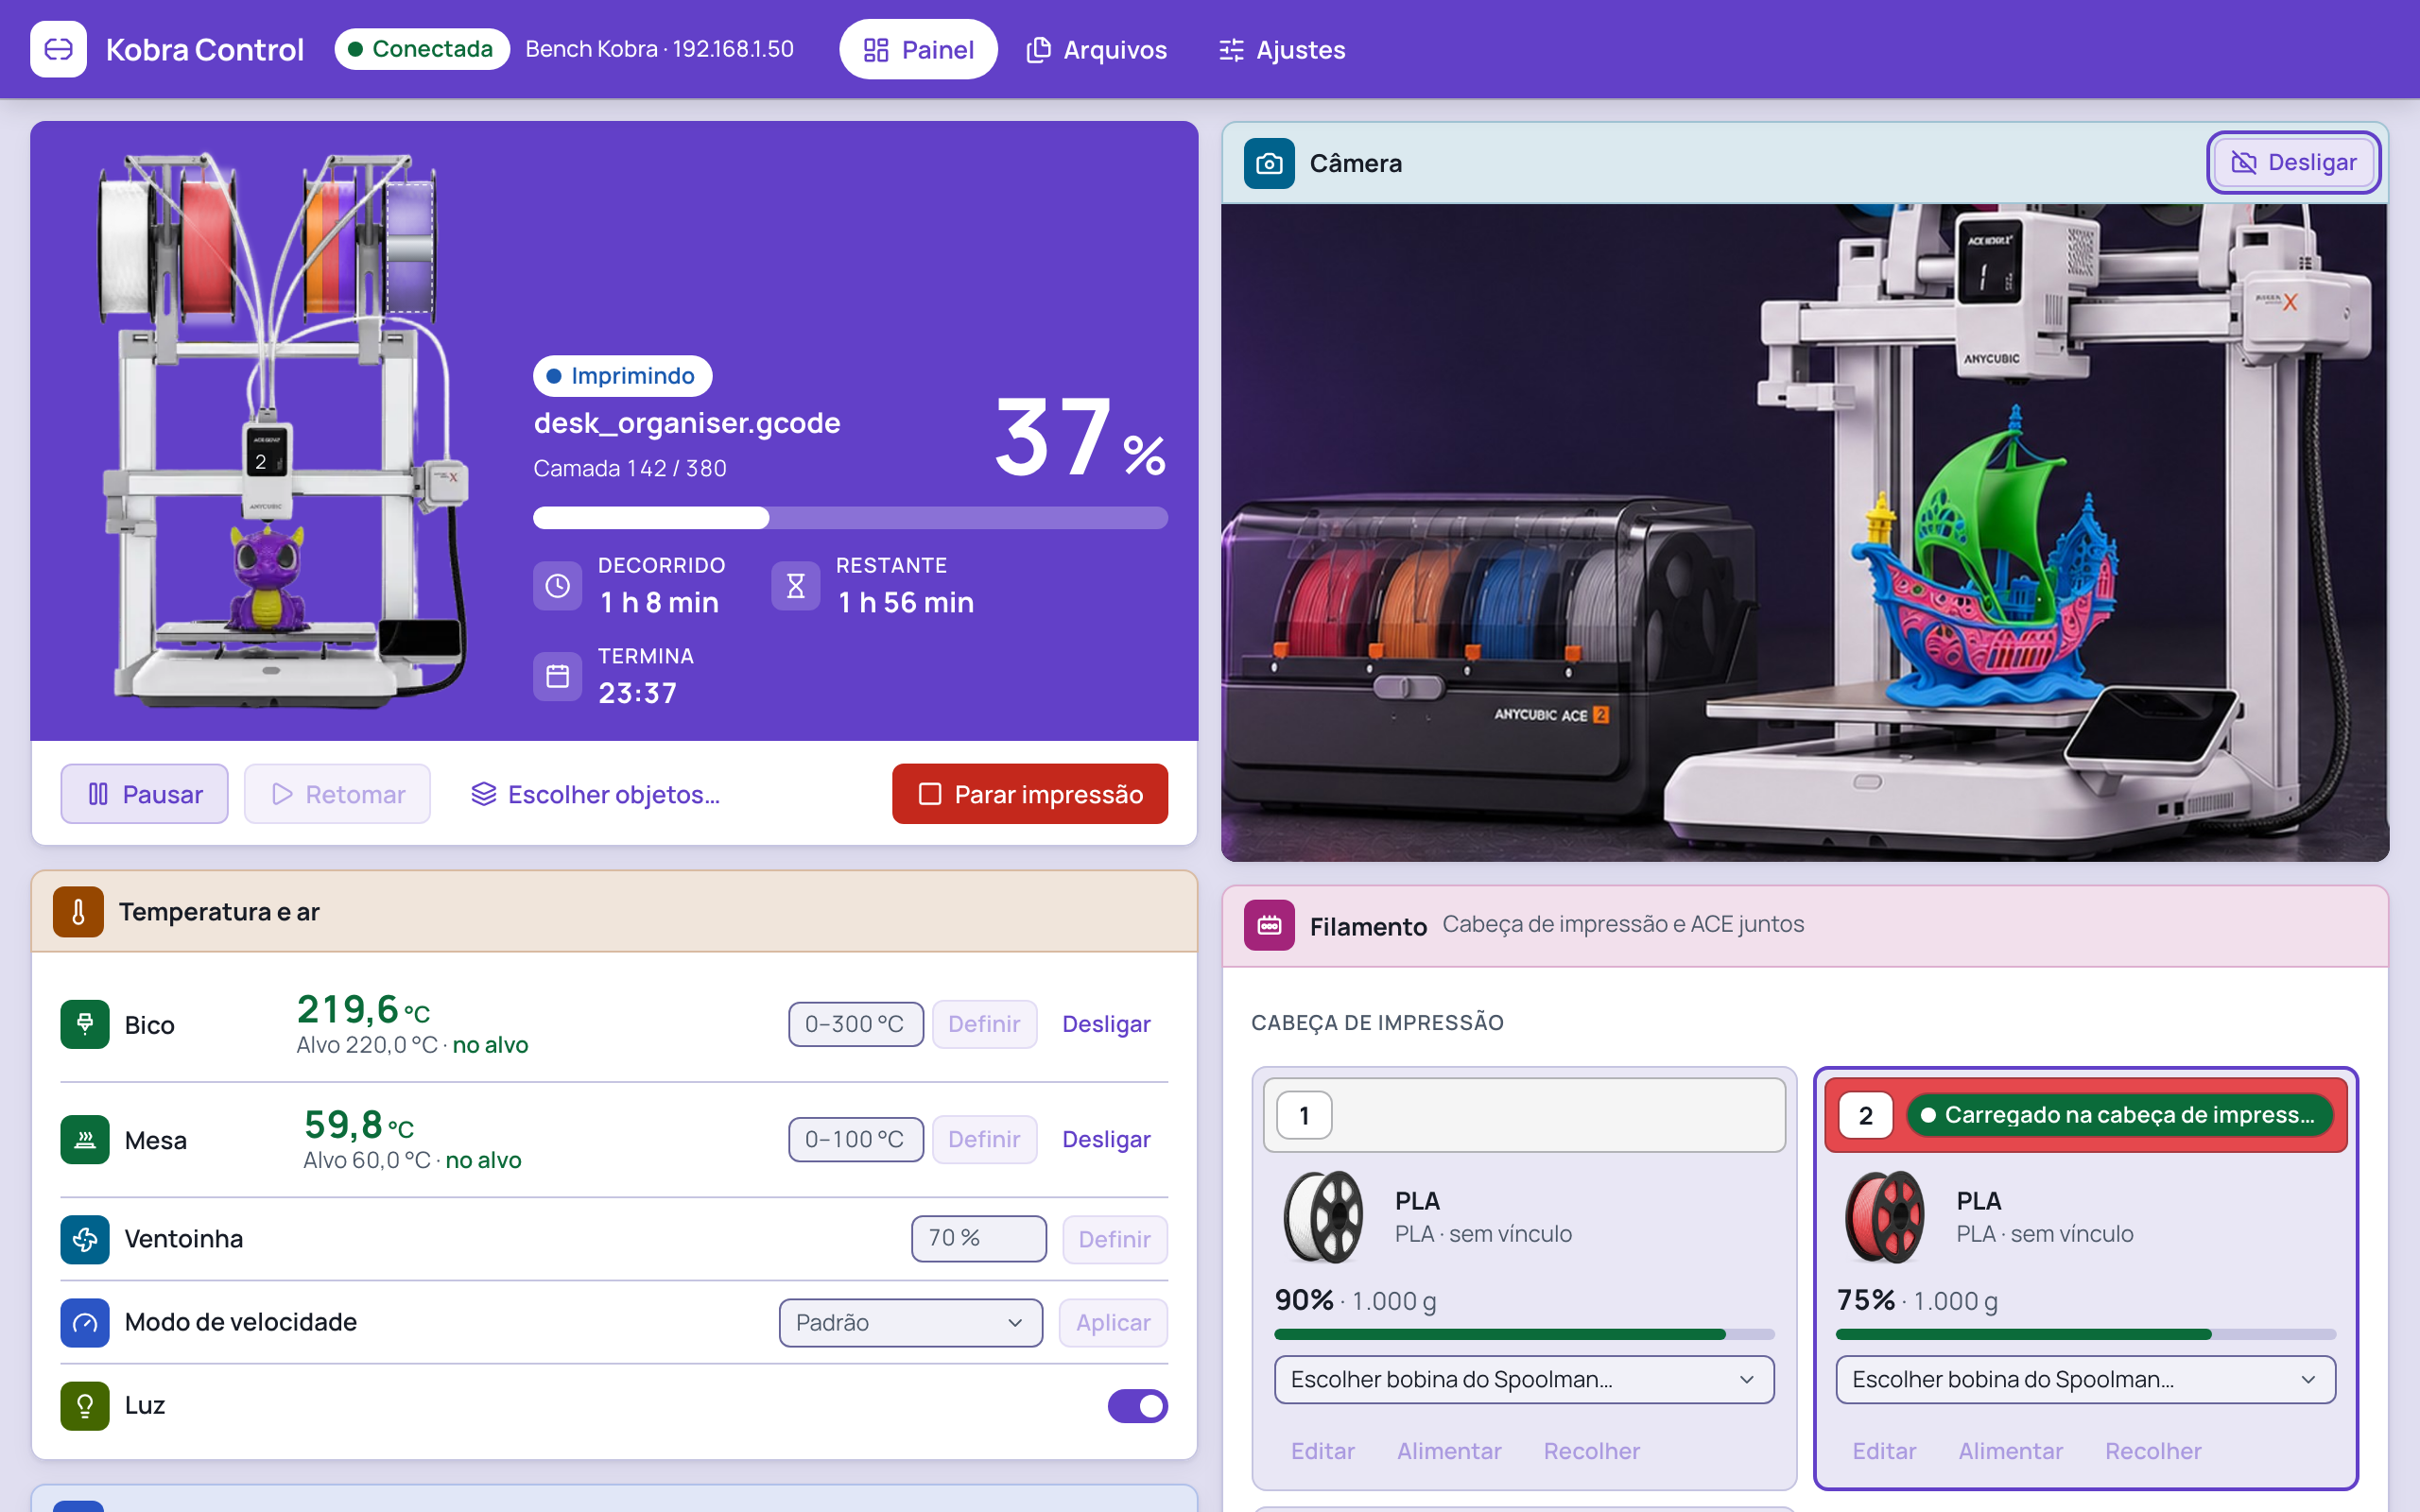 Kobra Control
Conectada
Bench Kobra · 192.168.1.50
Painel
Arquivos
Ajustes
2
ANYCUBIC
X
Imprimindo
desk_organiser.gcode
Camada 142 / 380
37%
DECORRIDO
1 h 8 min
RESTANTE
1 h 56 min
TERMINA
23:37
Pausar
Retomar
Escolher objetos...
Parar impressão
Câmera
Desligar
ANYCUBIC
X
ANYCUBIC ACE 2
Temperatura e ar
Bico
219,6 °C
Alvo 220,0 °C · no alvo
0–300 °C
Definir
Desligar
Mesa
59,8 °C
Alvo 60,0 °C · no alvo
0–100 °C
Definir
Desligar
Ventoinha
70 %
Definir
Modo de velocidade
Padrão
Aplicar
Luz
Filamento
Cabeça de impressão e ACE juntos
CABEÇA DE IMPRESSÃO
1
PLA
PLA · sem vínculo
90% · 1.000 g
Escolher bobina do Spoolman...
Editar
Alimentar
Recolher
2
Carregado na cabeça de impress...
PLA
PLA · sem vínculo
75% · 1.000 g
Escolher bobina do Spoolman...
Editar
Alimentar
Recolher